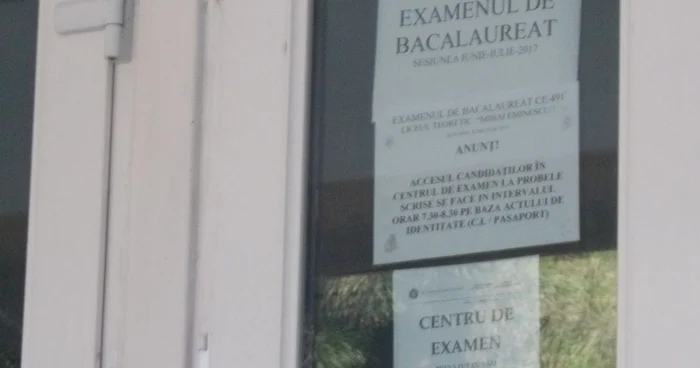 EXAMENUL DE
BACALAUREAT
SESIUNEA IUNIE-IULIE-2017
EXAMENUL DE BACALAUREAT CE-491
LICEUL TEORETIC "MIHAI EMINESCU"
ANUNȚ!
ACCESUL CANDIDAȚILOR ÎN
CENTRUL DE EXAMEN LA PROBELE
SCRISE SE FACE IN INTERVALUL
ORAR 7.30-8.30 PE BAZA ACTULUI DE
IDENTITATE (C.I. / PAȘAPORT)
CENTRU DE
EXAMEN